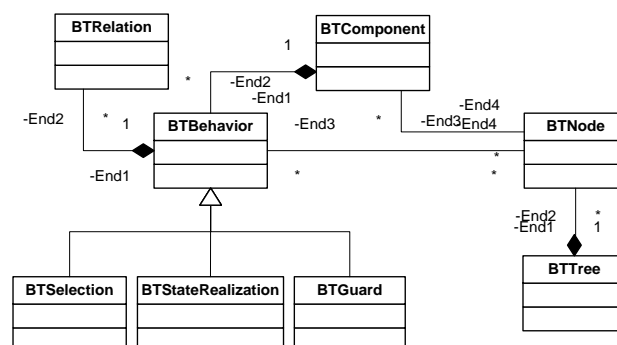 BTRelation
BTComponent
1
*
-End2
-End1
-End4
-End2
*
1
*
-End3
-End3
-End4
BTBehavior
BTNode
*
-End1
*
*
-End2
*
-End1
1
BTTree
BTSelection
BTStateRealization
BTGuard